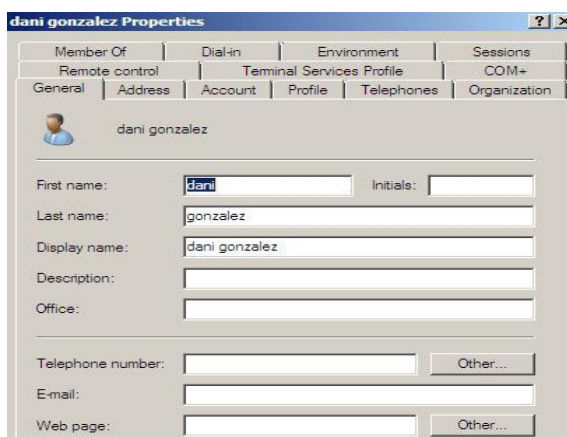 dani gonzalez Properties
Member Of Dial-in Environment Sessions
Remote control Terminal Services Profile COM+
General Address Account Profile Telephones Organization
dani gonzalez
First name: dani Initials:
Last name: gonzalez
Display name: dani gonzalez
Description:
Office:
Telephone number: Other...
E-mail:
Web page: Other...